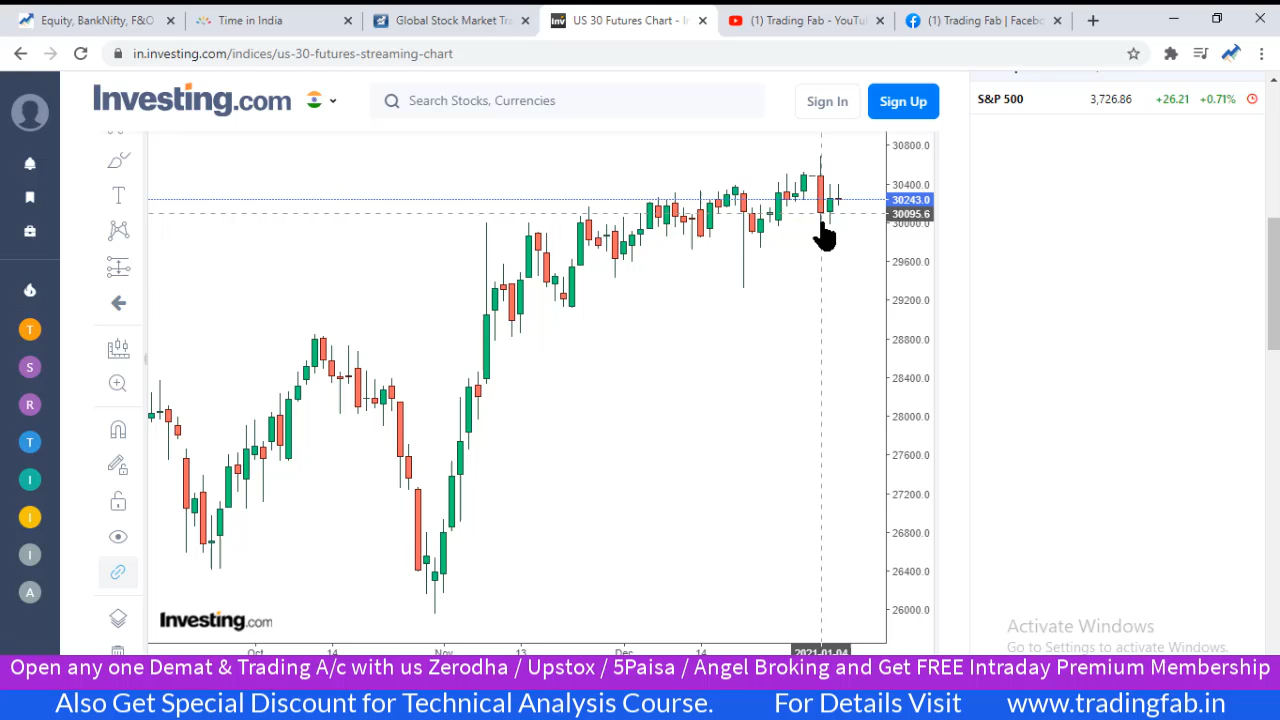 Equity, BankNifty, F&O
Time in India
Global Stock Market Tra
US 30 Futures Chart - In
(1) Trading Fab - YouTu
(1) Trading Fab | Facebo
in.investing.com/indices/us-30-futures-streaming-chart
Investing.com
Search Stocks, Currencies
Sign In
Sign Up
S&P 500 3,726.86 +26.21 +0.71%
30800.0
30400.0
30243.0
30095.6
30000.0
29600.0
29200.0
28800.0
28400.0
28000.0
27600.0
27200.0
26800.0
26400.0
26000.0
T
S
R
T
I
I
I
A
Investing.com
Oct 14 Nov 13 Dec 14 2021-01-04
Activate Windows
Go to Settings to activate Windows.
Open any one Demat & Trading A/c with us Zerodha / Upstox / 5Paisa / Angel Broking and Get FREE Intraday Premium Membership
Also Get Special Discount for Technical Analysis Course. For Details Visit www.tradingfab.in